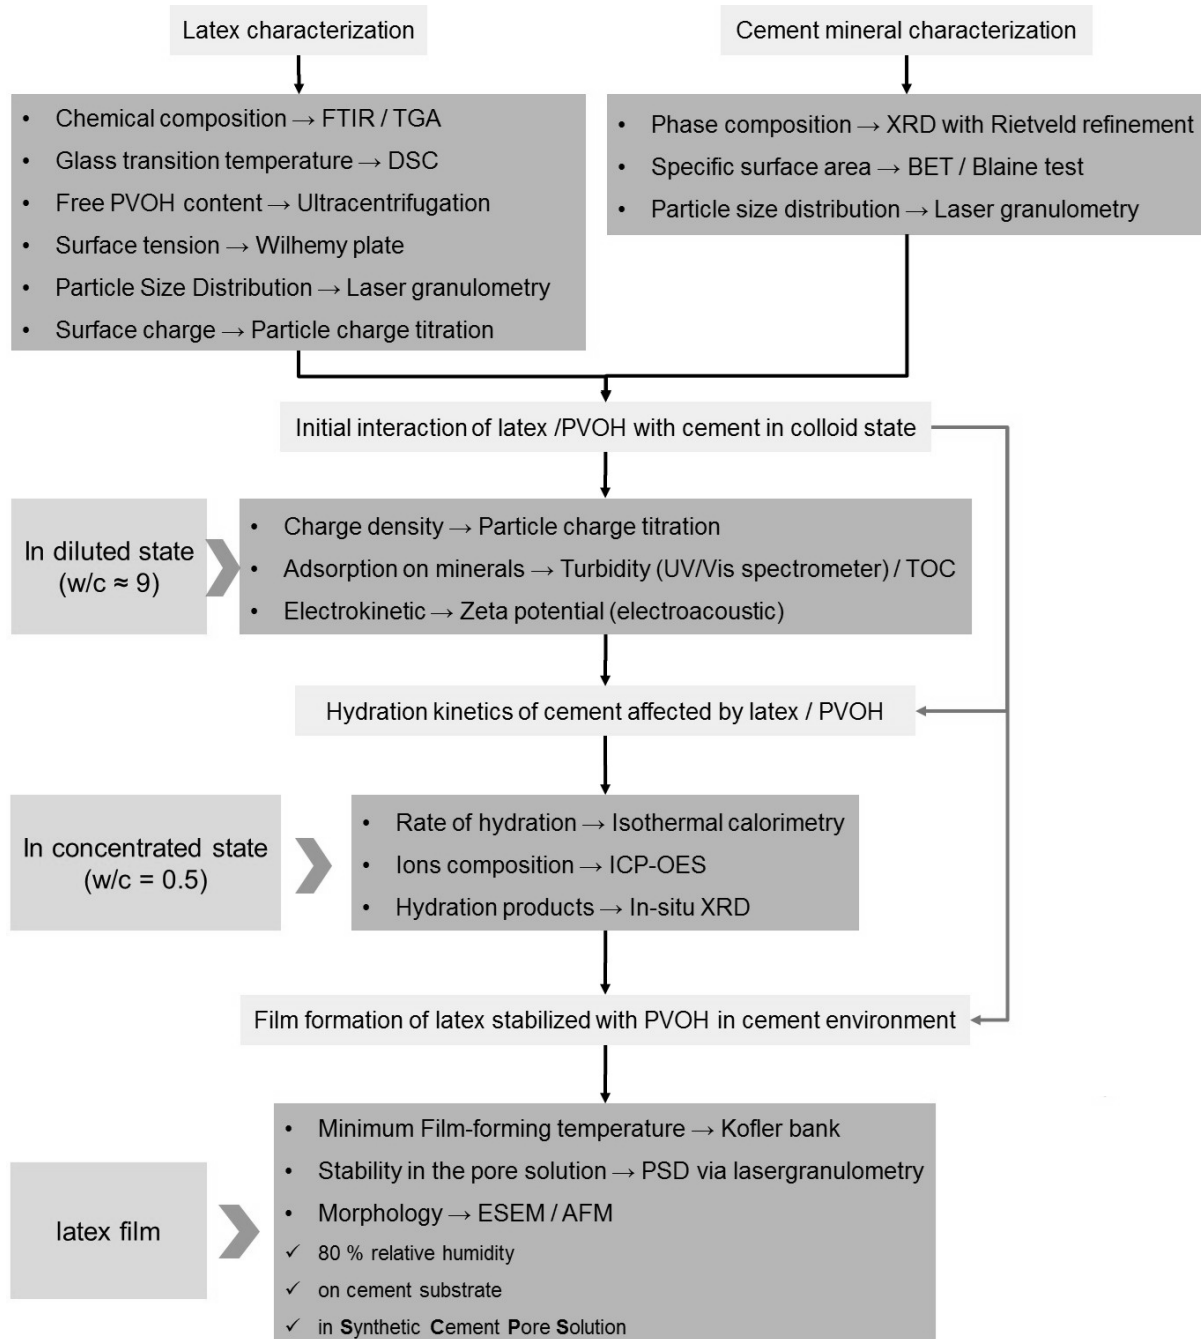 Latex characterization
Cement mineral characterization
• Chemical composition → FTIR / TGA
• Glass transition temperature → DSC
• Free PVOH content → Ultracentrifugation
• Surface tension → Wilhemy plate
• Particle Size Distribution → Laser granulometry
• Surface charge → Particle charge titration
• Phase composition → XRD with Rietveld refinement
• Specific surface area → BET / Blaine test
• Particle size distribution → Laser granulometry
Initial interaction of latex /PVOH with cement in colloid state
In diluted state
(w/c ≈ 9)
• Charge density → Particle charge titration
• Adsorption on minerals → Turbidity (UV/Vis spectrometer) / TOC
• Electrokinetic → Zeta potential (electroacoustic)
Hydration kinetics of cement affected by latex / PVOH
In concentrated state
(w/c = 0.5)
• Rate of hydration → Isothermal calorimetry
• Ions composition → ICP-OES
• Hydration products → In-situ XRD
Film formation of latex stabilized with PVOH in cement environment
latex film
• Minimum Film-forming temperature → Kofler bank
• Stability in the pore solution → PSD via lasergranulometry
• Morphology → ESEM / AFM
✓ 80 % relative humidity
✓ on cement substrate
✓ in Synthetic Cement Pore Solution